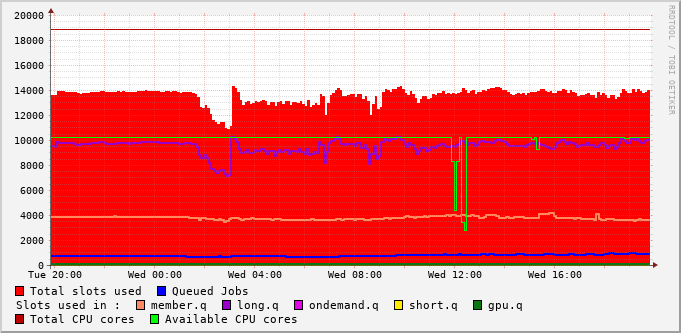 RRDTOOL / TOBI OETIKER
20000
18000
16000
14000
12000
10000
8000
6000
4000
2000
0
Tue 20:00 Wed 00:00 Wed 04:00 Wed 08:00 Wed 12:00 Wed 16:00
Total slots used Queued Jobs
Slots used in : member.q long.q ondemand.q short.q gpu.q
Total CPU cores Available CPU cores